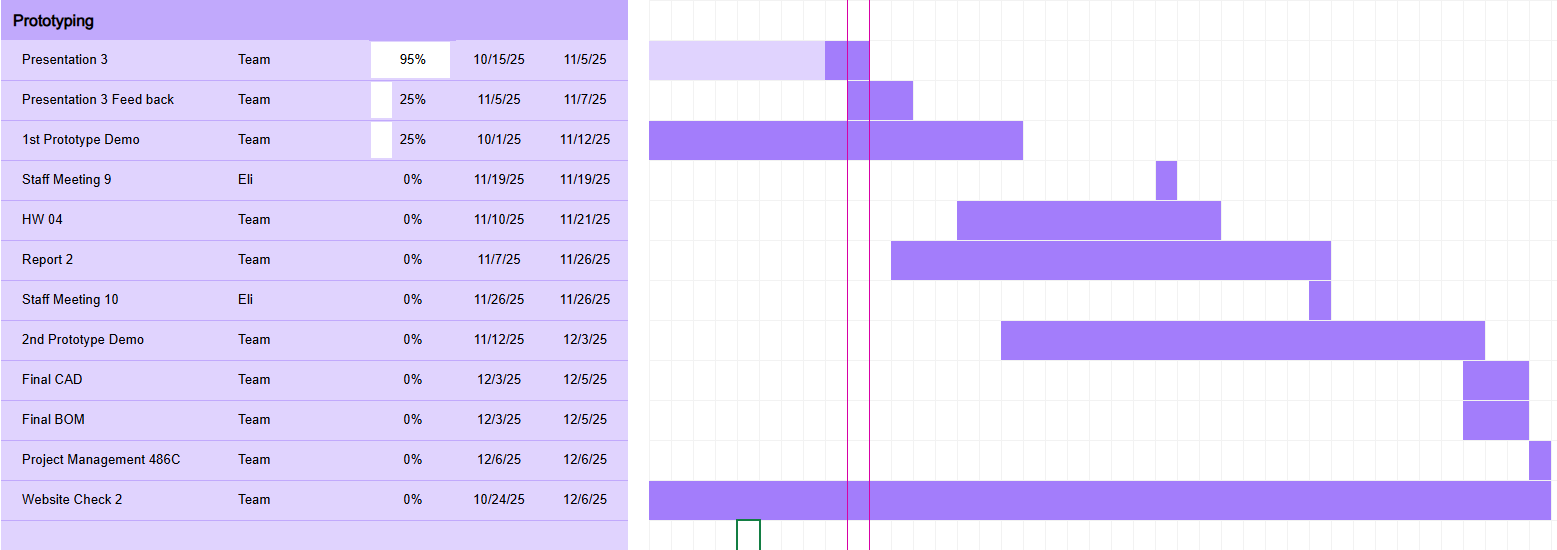 Prototyping
Presentation 3 Team 95% 10/15/25 11/5/25
Presentation 3 Feed back Team 25% 11/5/25 11/7/25
1st Prototype Demo Team 25% 10/1/25 11/12/25
Staff Meeting 9 Eli 0% 11/19/25 11/19/25
HW 04 Team 0% 11/10/25 11/21/25
Report 2 Team 0% 11/7/25 11/26/25
Staff Meeting 10 Eli 0% 11/26/25 11/26/25
2nd Prototype Demo Team 0% 11/12/25 12/3/25
Final CAD Team 0% 12/3/25 12/5/25
Final BOM Team 0% 12/3/25 12/5/25
Project Management 486C Team 0% 12/6/25 12/6/25
Website Check 2 Team 0% 10/24/25 12/6/25